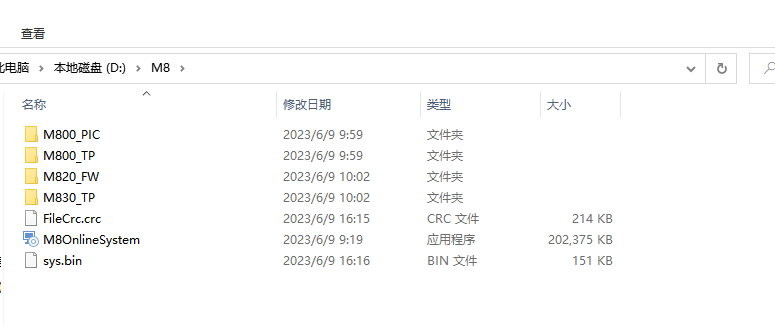 查看
此电脑 > 本地磁盘 (D:) > M8 >
名称 修改日期 类型 大小
M800_PIC 2023/6/9 9:59 文件夹
M800_TP 2023/6/9 9:59 文件夹
M820_FW 2023/6/9 10:02 文件夹
M830_TP 2023/6/9 10:02 文件夹
FileCrc.crc 2023/6/9 16:15 CRC 文件 214 KB
M8OnlineSystem 2023/6/9 9:19 应用程序 202,375 KB
sys.bin 2023/6/9 16:16 BIN 文件 151 KB